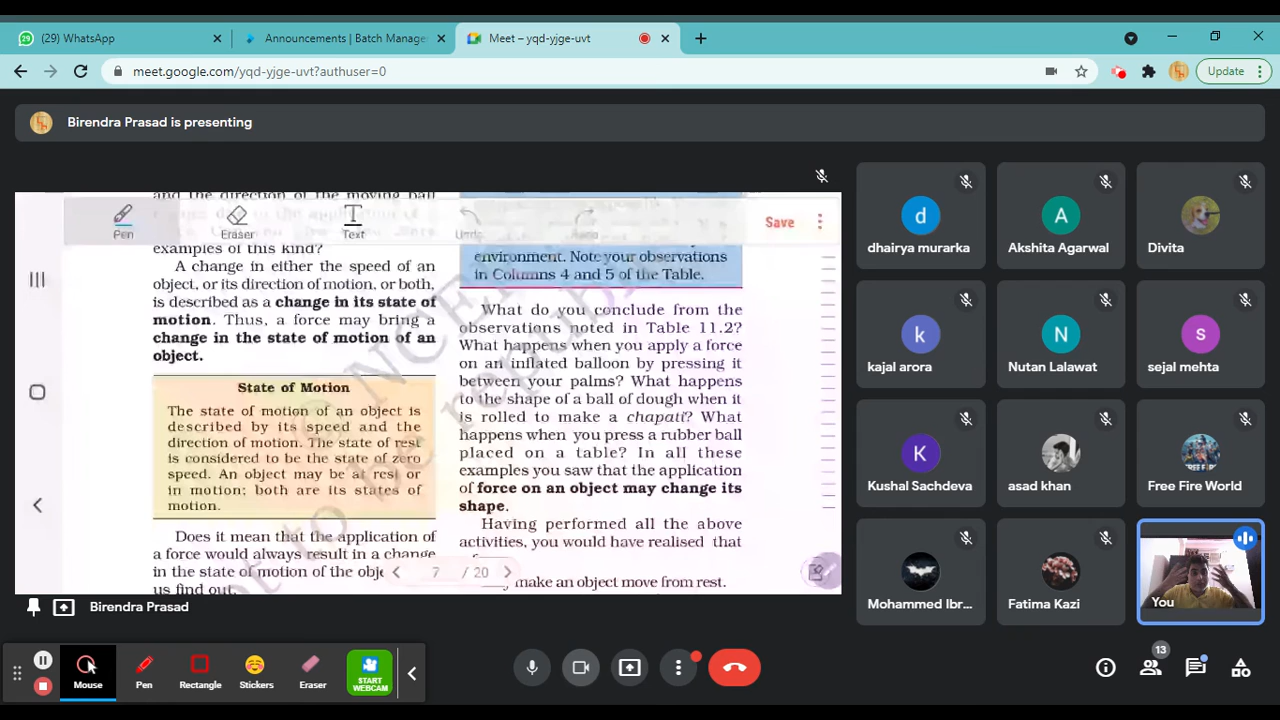 (29) WhatsApp
Announcements | Batch Manage
Meet – yqd-yjge-uvt
meet.google.com/yqd-yjge-uvt?authuser=0
Update
Birendra Prasad is presenting
Pen
Eraser
Text
Undo
Save
and the direction of the moving ball
examples of this kind?
A change in either the speed of an
object, or its direction of motion, or both,
is described as a change in its state of
motion. Thus, a force may bring a
change in the state of motion of an
object.
State of Motion
The state of motion of an object is
described by its speed and the
direction of motion. The state of rest
is considered to be the state of zero
speed. An object may be at rest or
in motion; both are its states of
motion.
Does it mean that the application of
a force would always result in a change
in the state of motion of the obje
us find out.
environment. Note your observations
in Columns 4 and 5 of the Table.
What do you conclude from the
observations noted in Table 11.2?
What happens when you apply a force
on an inflated balloon by pressing it
between your palms? What happens
to the shape of a ball of dough when it
is rolled to make a chapati? What
happens when you press a rubber ball
placed on a table? In all these
examples you saw that the application
of force on an object may change its
shape.
Having performed all the above
activities, you would have realised that
make an object move from rest.
7 / 20
Birendra Prasad
d
dhairya murarka
A
Akshita Agarwal
Divita
k
kajal arora
N
Nutan Lalawat
s
sejal mehta
K
Kushal Sachdeva
asad khan
FREE FIRE
Free Fire World
Mohammed Ibr...
Fatima Kazi
You
Mouse
Pen
Rectangle
Stickers
Eraser
START
WEBCAM
13